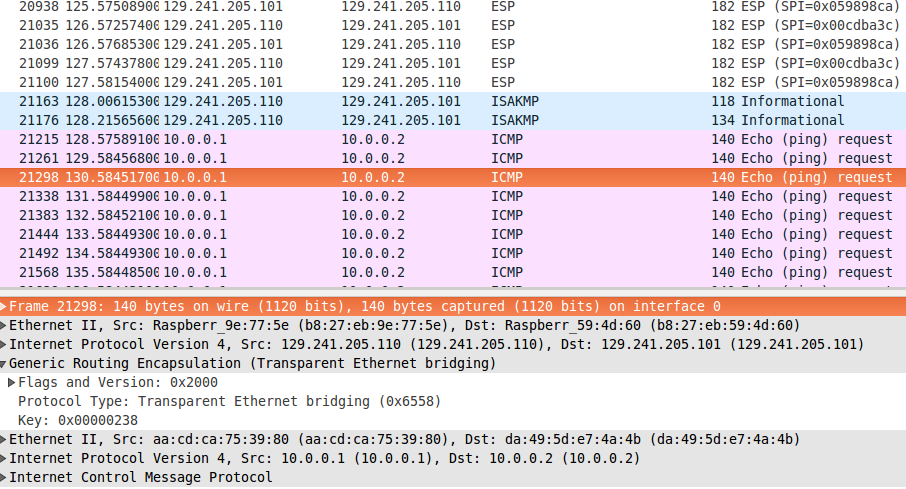 20938 125.57508900 129.241.205.101 129.241.205.110 ESP 182 ESP (SPI=0x059898ca)
21035 126.57257400 129.241.205.110 129.241.205.101 ESP 182 ESP (SPI=0x00cdba3c)
21036 126.57685300 129.241.205.101 129.241.205.110 ESP 182 ESP (SPI=0x059898ca)
21099 127.57437800 129.241.205.110 129.241.205.101 ESP 182 ESP (SPI=0x00cdba3c)
21100 127.58154000 129.241.205.101 129.241.205.110 ESP 182 ESP (SPI=0x059898ca)
21163 128.00615300 129.241.205.110 129.241.205.101 ISAKMP 118 Informational
21176 128.21565600 129.241.205.110 129.241.205.101 ISAKMP 134 Informational
21215 128.57589100 10.0.0.1 10.0.0.2 ICMP 140 Echo (ping) request
21261 129.58456800 10.0.0.1 10.0.0.2 ICMP 140 Echo (ping) request
21298 130.58451700 10.0.0.1 10.0.0.2 ICMP 140 Echo (ping) request
21338 131.58449900 10.0.0.1 10.0.0.2 ICMP 140 Echo (ping) request
21383 132.58452100 10.0.0.1 10.0.0.2 ICMP 140 Echo (ping) request
21444 133.58449300 10.0.0.1 10.0.0.2 ICMP 140 Echo (ping) request
21492 134.58449300 10.0.0.1 10.0.0.2 ICMP 140 Echo (ping) request
21568 135.58448500 10.0.0.1 10.0.0.2 ICMP 140 Echo (ping) request
Frame 21298: 140 bytes on wire (1120 bits), 140 bytes captured (1120 bits) on interface 0
Ethernet II, Src: Raspberr_9e:77:5e (b8:27:eb:9e:77:5e), Dst: Raspberr_59:4d:60 (b8:27:eb:59:4d:60)
Internet Protocol Version 4, Src: 129.241.205.110 (129.241.205.110), Dst: 129.241.205.101 (129.241.205.101)
Generic Routing Encapsulation (Transparent Ethernet bridging)
Flags and Version: 0x2000
Protocol Type: Transparent Ethernet bridging (0x6558)
Key: 0x00000238
Ethernet II, Src: aa:cd:ca:75:39:80 (aa:cd:ca:75:39:80), Dst: da:49:5d:e7:4a:4b (da:49:5d:e7:4a:4b)
Internet Protocol Version 4, Src: 10.0.0.1 (10.0.0.1), Dst: 10.0.0.2 (10.0.0.2)
Internet Control Message Protocol